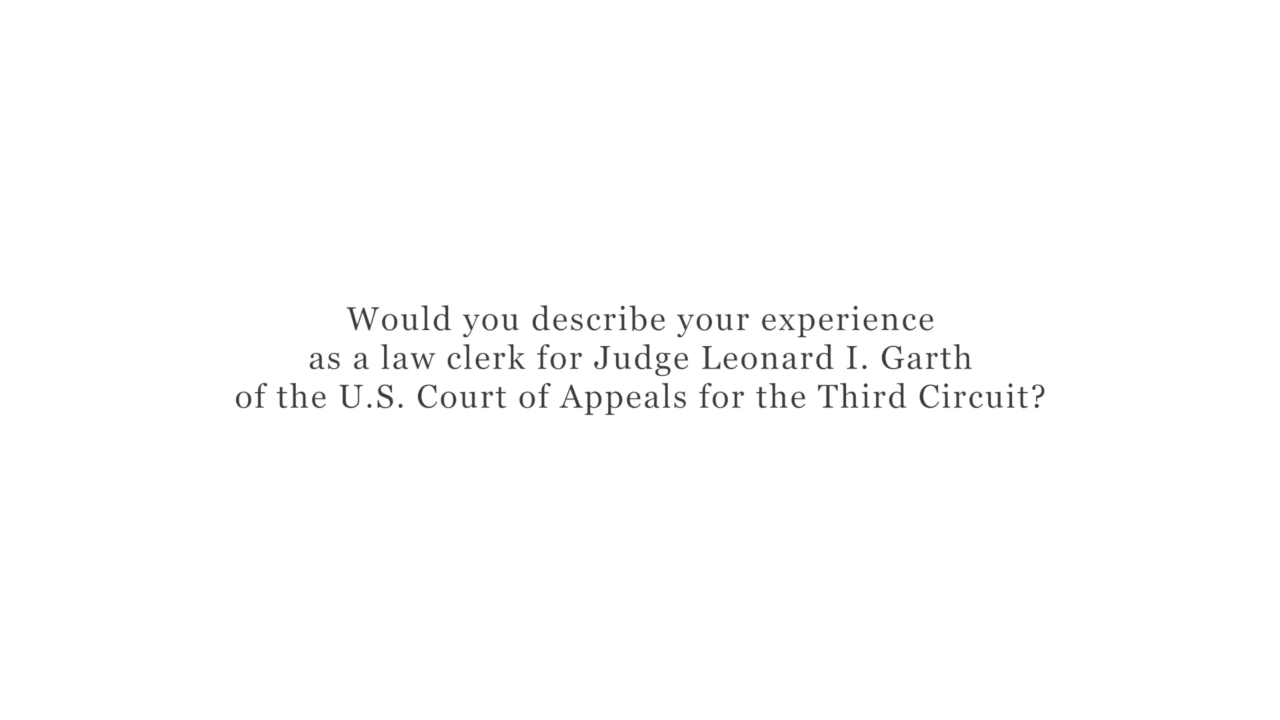 Would you describe your experience
as a law clerk for Judge Leonard I. Garth
of the U.S. Court of Appeals for the Third Circuit?